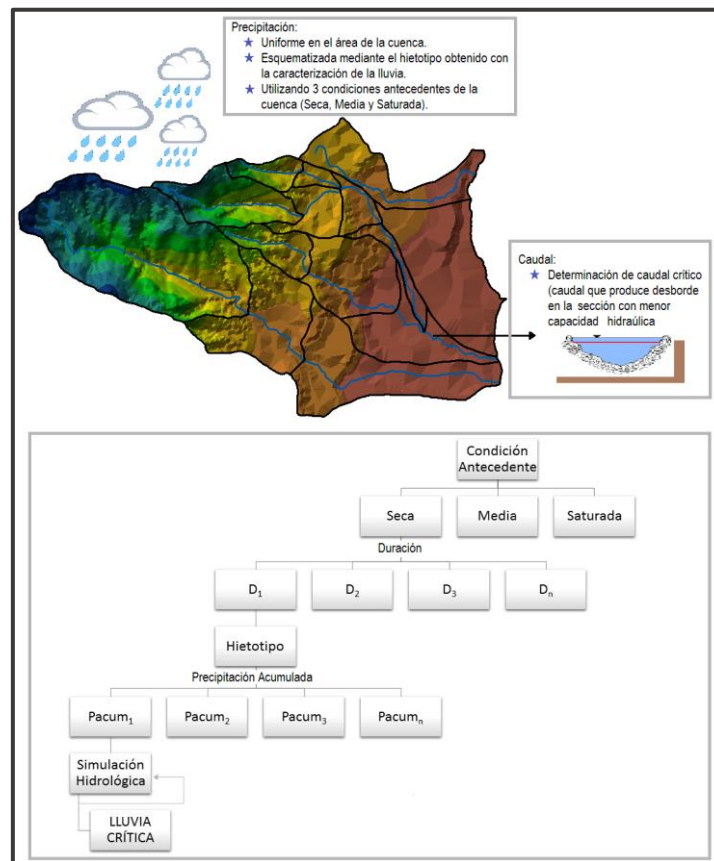 Precipitación:
Uniforme en el área de la cuenca.
Esquematizada mediante el hietotipo obtenido con
la caracterización de la lluvia.
Utilizando 3 condiciones antecedentes de la
cuenca (Seca, Media y Saturada).
Caudal:
Determinación de caudal crítico
(caudal que produce desborde
en la sección con menor
capacidad hidraúlica
Condición
Antecedente
Seca
Media
Saturada
Duración
D₁
D₂
D₃
Dₙ
Hietotipo
Precipitación Acumulada
Pacum₁
Pacum₂
Pacum₃
Pacumₙ
Simulación
Hidrológica
LLUVIA
CRÍTICA